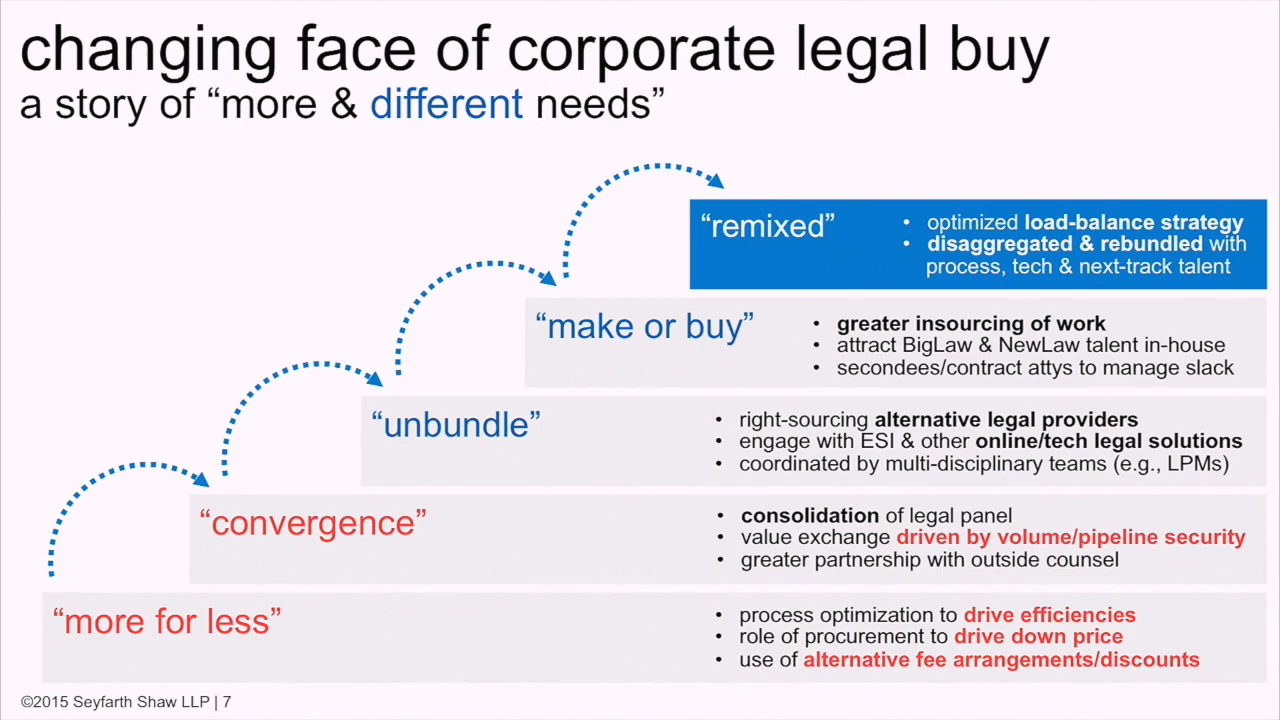 changing face of corporate legal buy
a story of “more & different needs”
“remixed”
• optimized load-balance strategy
• disaggregated & rebundled with
process, tech & next-track talent
“make or buy”
• greater insourcing of work
• attract BigLaw & NewLaw talent in-house
• secondees/contract attys to manage slack
“unbundle”
• right-sourcing alternative legal providers
• engage with ESI & other online/tech legal solutions
• coordinated by multi-disciplinary teams (e.g., LPMs)
“convergence”
• consolidation of legal panel
• value exchange driven by volume/pipeline security
• greater partnership with outside counsel
“more for less”
• process optimization to drive efficiencies
• role of procurement to drive down price
• use of alternative fee arrangements/discounts
©2015 Seyfarth Shaw LLP | 7